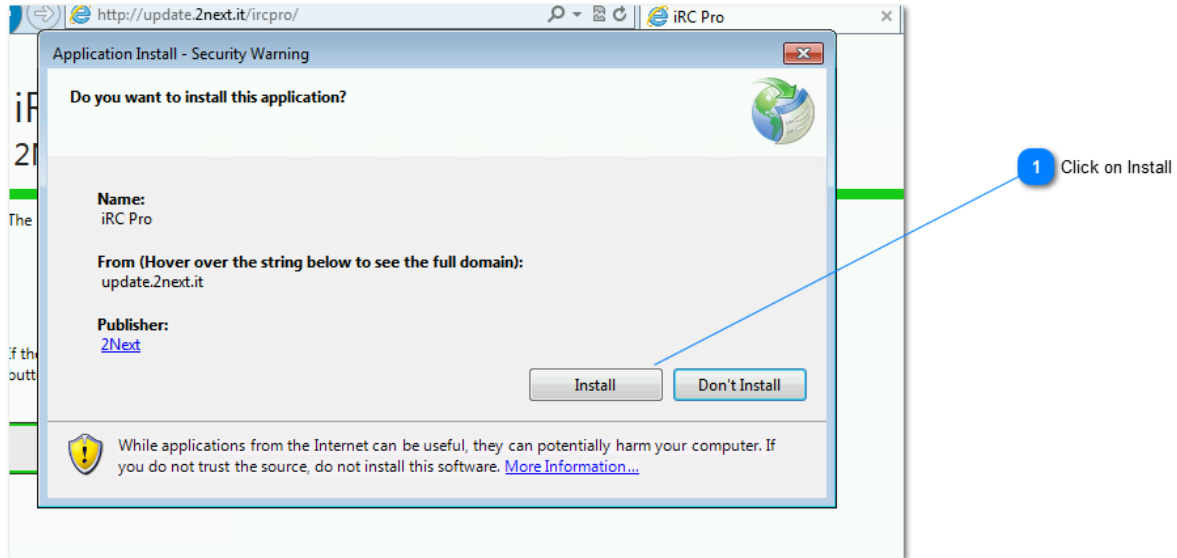 http://update.2next.it/ircpro/
iRC Pro
Application Install - Security Warning
Do you want to install this application?
Name:
iRC Pro
The
From (Hover over the string below to see the full domain):
update.2next.it
Publisher:
2Next
Install
Don't Install
While applications from the Internet can be useful, they can potentially harm your computer. If
you do not trust the source, do not install this software. More Information...
1 Click on Install